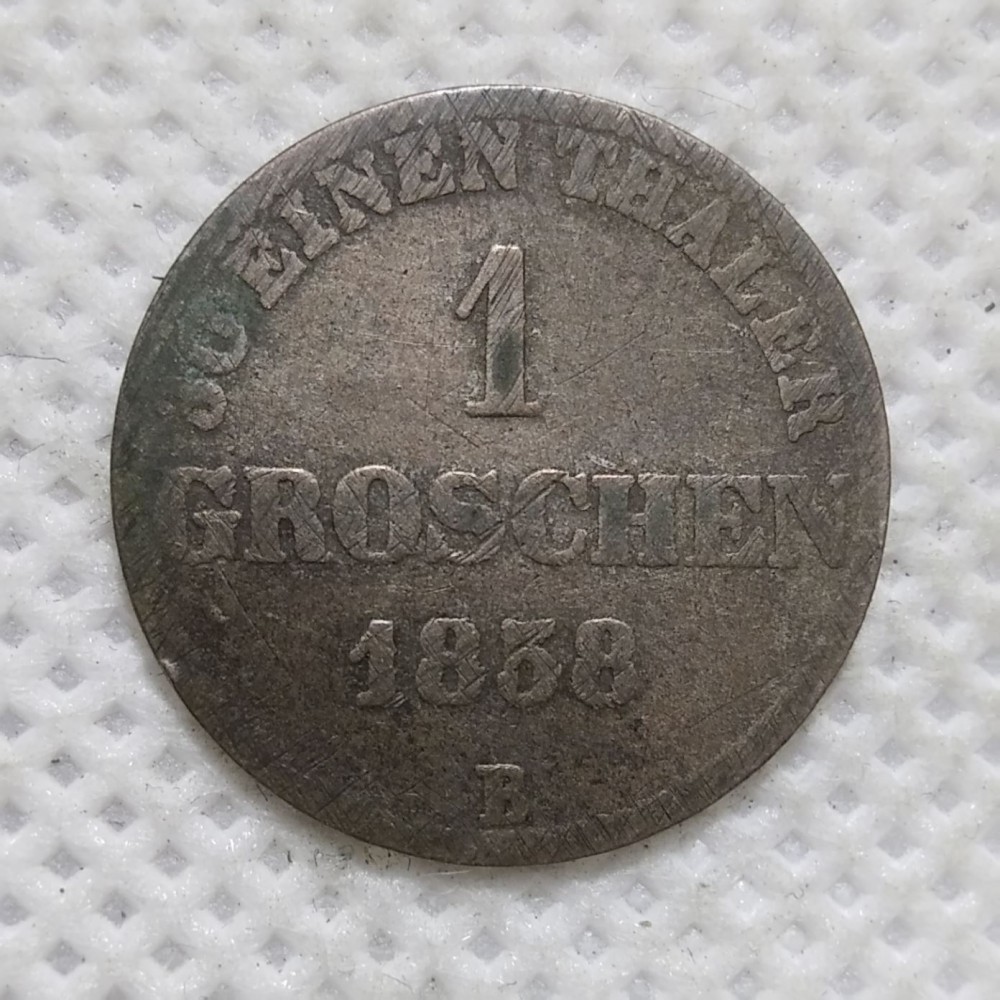 30 EINEN THALER
1
GROSCHEN
1858
B